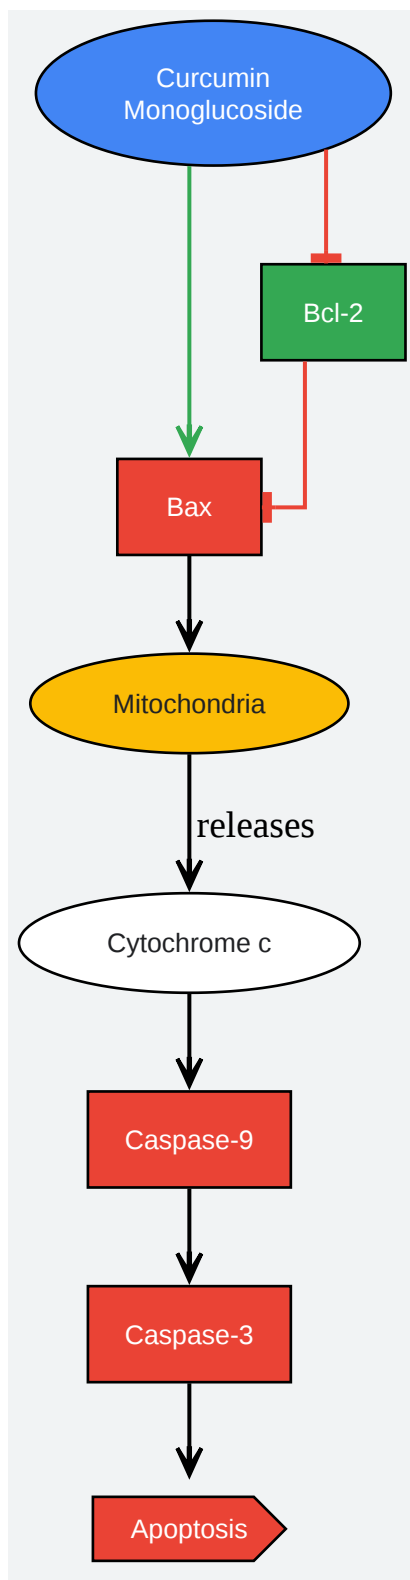 Curcumin
Monoglucoside
Bcl-2
Bax
Mitochondria
releases
Cytochrome c
Caspase-9
Caspase-3
Apoptosis